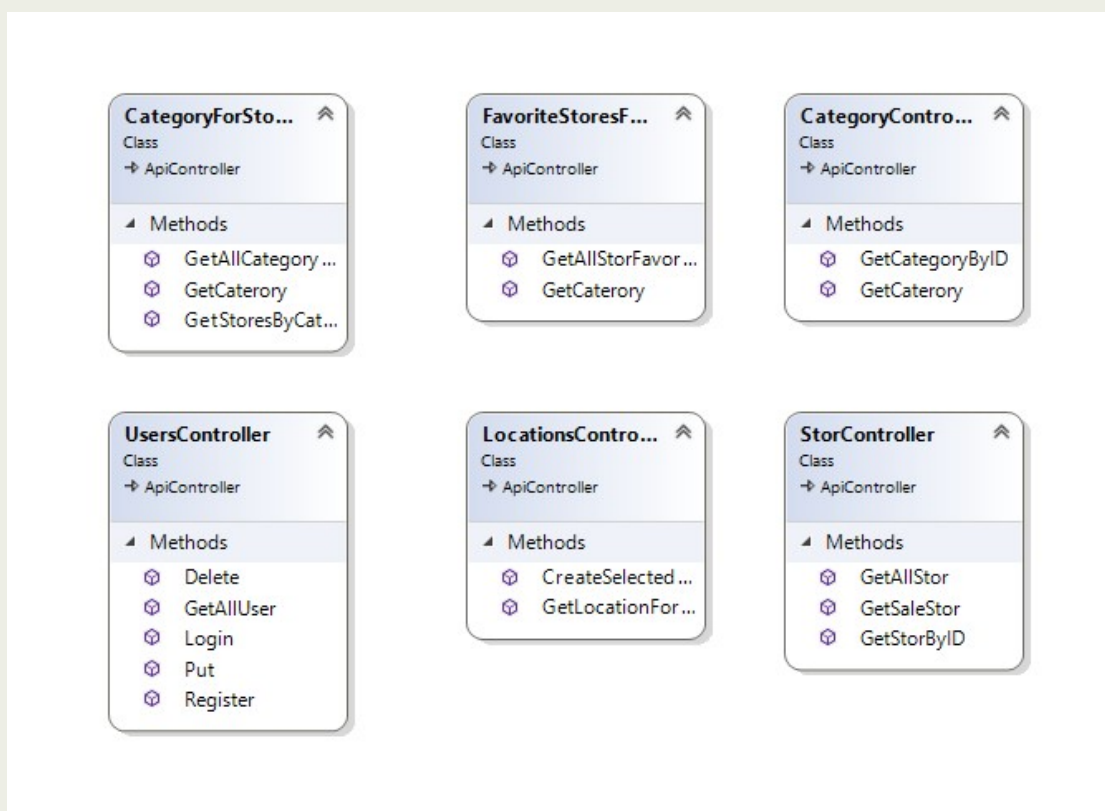 CategoryForSto...
Class
ApiController
Methods
GetAllCategory ...
GetCaterory
GetStoresByCat...
FavoriteStoresF...
Class
ApiController
Methods
GetAllStorFavor...
GetCaterory
CategoryContro...
Class
ApiController
Methods
GetCategoryByID
GetCaterory
UsersController
Class
ApiController
Methods
Delete
GetAllUser
Login
Put
Register
LocationsContro...
Class
ApiController
Methods
CreateSelected ...
GetLocationFor...
StorController
Class
ApiController
Methods
GetAllStor
GetSaleStor
GetStorByID